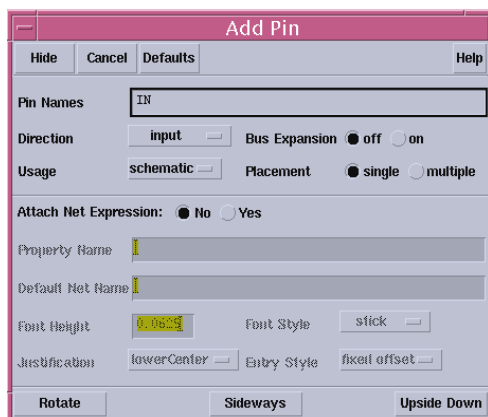 Add Pin
Hide Cancel Defaults Help
Pin Names IN
Direction input Bus Expansion off on
Usage schematic Placement single multiple
Attach Net Expression: No Yes
Property Name
Default Net Name
Font Height 0.0625 Font Style stick
Justification lowerCenter Entry Style fixed offset
Rotate Sideways Upside Down